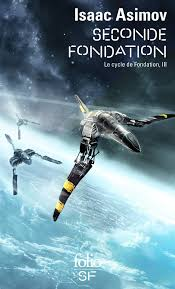 Isaac Asimov
SECONDE
FONDATION
Le cycle de Fondation, III
folio
SF